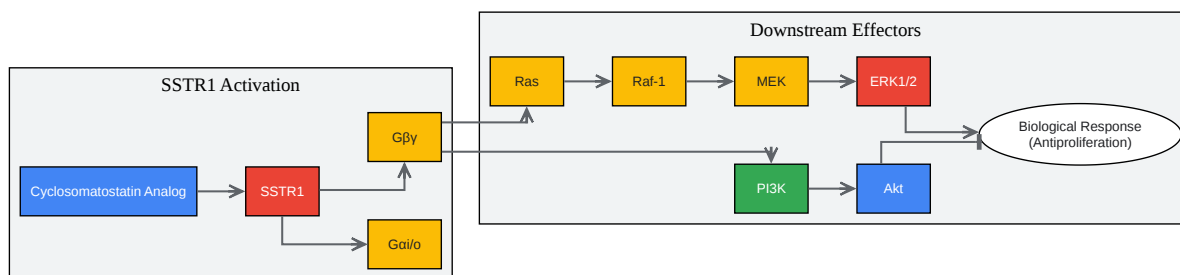 Downstream Effectors
SSTR1 Activation
Ras
Raf-1
MEK
ERK1/2
Gβγ
Biological Response
(Antiproliferation)
Cyclosomatostatin Analog
SSTR1
PI3K
Akt
Gαi/o